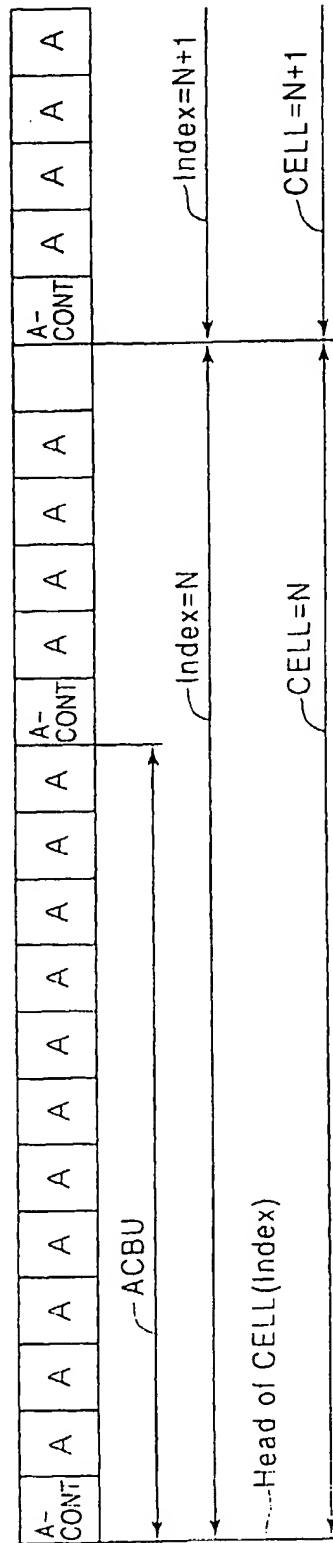 A-CONT A A A A A A A A A A A A-CONT A A A A A-CONT A A A A
ACBU
Index=N Index=N+1
Head of CELL(Index) CELL=N CELL=N+1